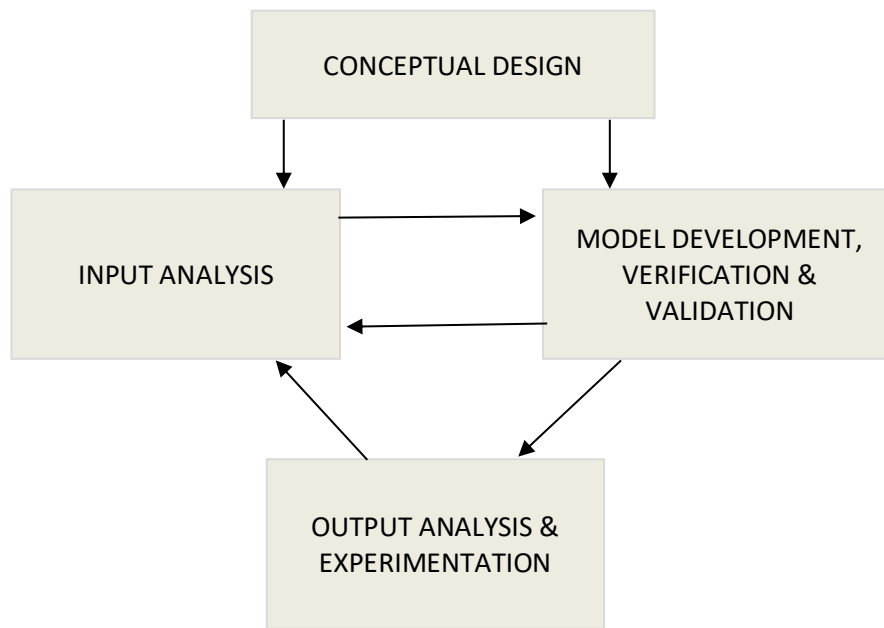 CONCEPTUAL DESIGN
INPUT ANALYSIS
MODEL DEVELOPMENT,
VERIFICATION &
VALIDATION
OUTPUT ANALYSIS &
EXPERIMENTATION